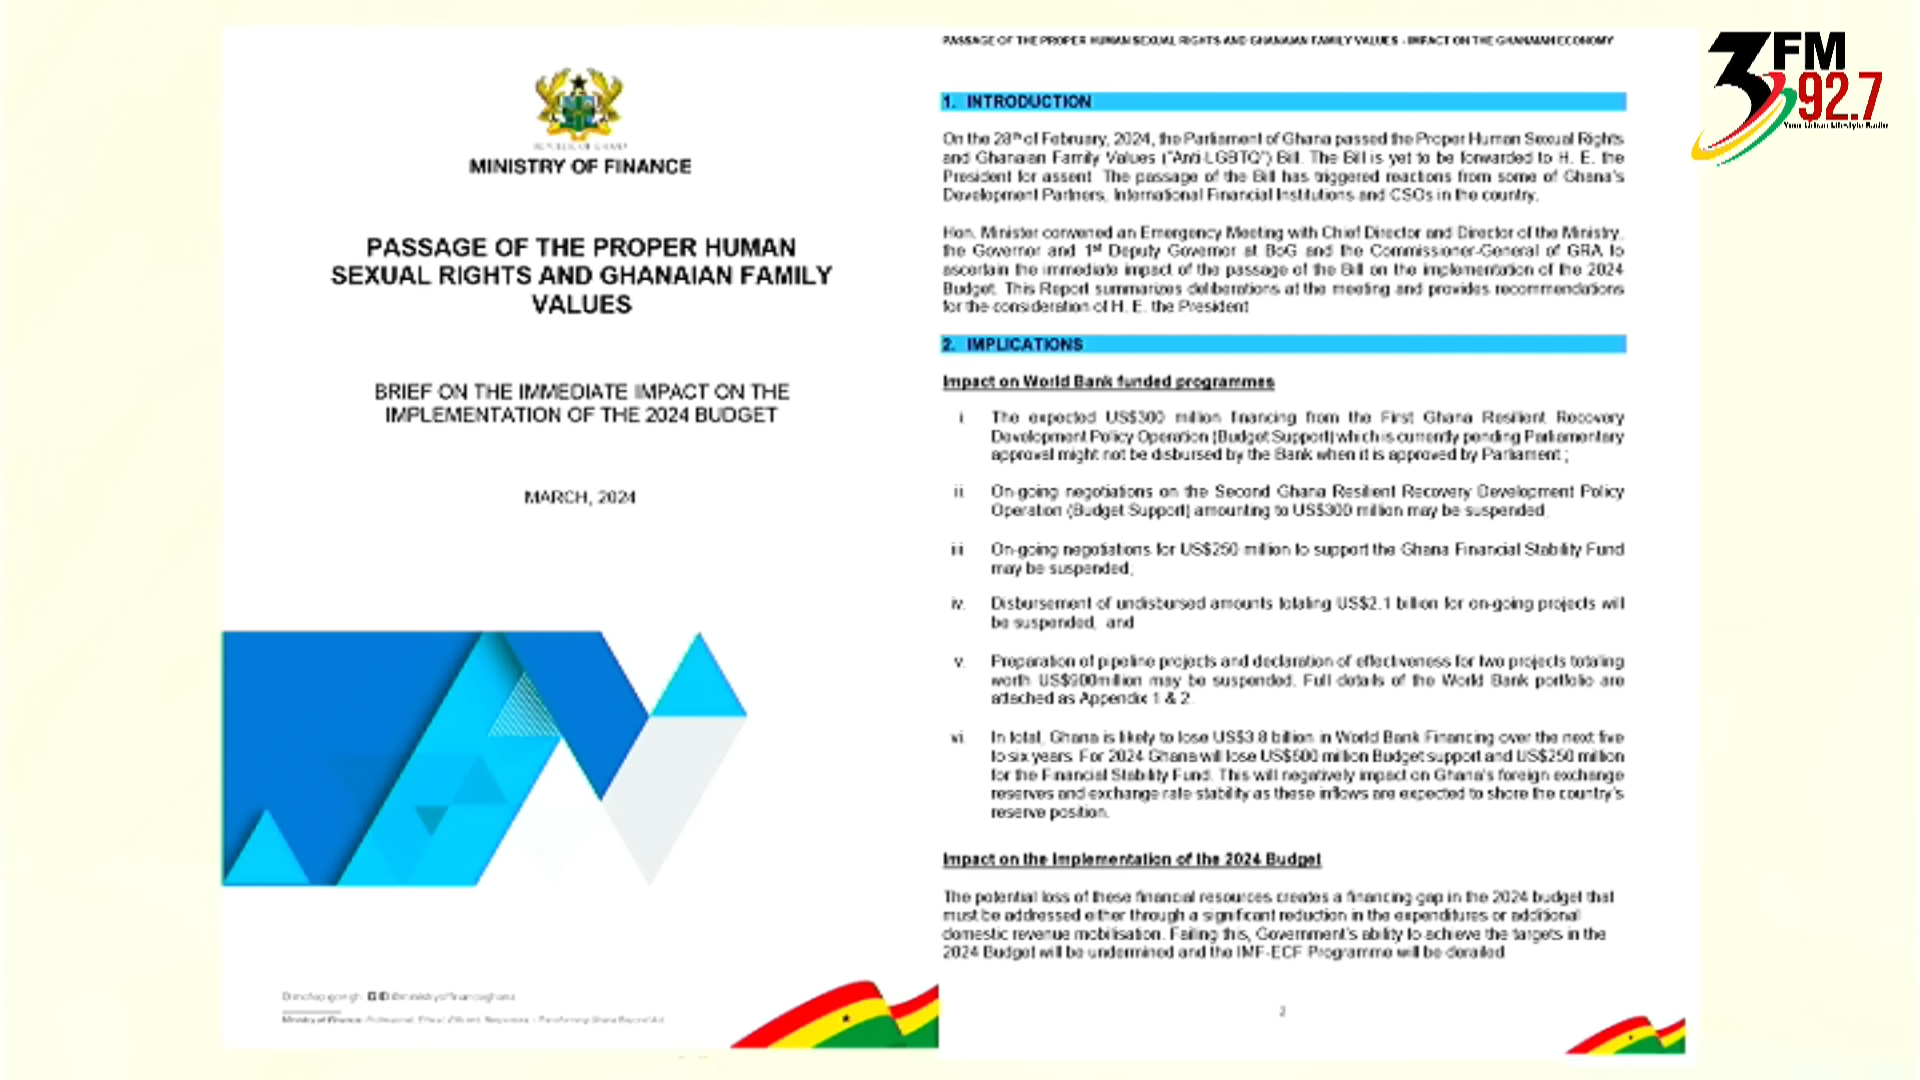 REPUBLIC OF GHANA
MINISTRY OF FINANCE
PASSAGE OF THE PROPER HUMAN
SEXUAL RIGHTS AND GHANAIAN FAMILY
VALUES
BRIEF ON THE IMMEDIATE IMPACT ON THE
IMPLEMENTATION OF THE 2024 BUDGET
MARCH, 2024
PASSAGE OF THE PROPER HUMAN SEXUAL RIGHTS AND GHANAIAN FAMILY VALUES - IMPACT ON THE GHANAIAN ECONOMY
1. INTRODUCTION
On the 28th of February, 2024, the Parliament of Ghana passed the Proper Human Sexual Rights
and Ghanaian Family Values ("Anti-LGBTQ") Bill. The Bill is yet to be forwarded to H. E. the
President for assent. The passage of the Bill has triggered reactions from some of Ghana's
Development Partners, International Financial Institutions and CSOs in the country.
Hon. Minister convened an Emergency Meeting with Chief Director and Director of the Ministry,
the Governor and 1st Deputy Governor at BoG and the Commissioner-General of GRA to
ascertain the immediate impact of the passage of the Bill on the implementation of the 2024
Budget. This Report summarizes deliberations at the meeting and provides recommendations
for the consideration of H. E. the President
2. IMPLICATIONS
Impact on World Bank funded programmes
i. The expected US$300 million financing from the First Ghana Resilient Recovery
Development Policy Operation (Budget Support) which is currently pending Parliamentary
approval might not be disbursed by the Bank when it is approved by Parliament ;
ii. On-going negotiations on the Second Ghana Resilient Recovery Development Policy
Operation (Budget Support) amounting to US$300 million may be suspended;
iii. On-going negotiations for US$250 million to support the Ghana Financial Stability Fund
may be suspended;
iv. Disbursement of undisbursed amounts totaling US$2.1 billion for on-going projects will
be suspended; and
v. Preparation of pipeline projects and declaration of effectiveness for two projects totaling
worth US$900million may be suspended. Full details of the World Bank portfolio are
attached as Appendix 1 & 2.
vi. In total, Ghana is likely to lose US$3.8 billion in World Bank Financing over the next five
to six years. For 2024 Ghana will lose US$600 million Budget support and US$250 million
for the Financial Stability Fund. This will negatively impact on Ghana's foreign exchange
reserves and exchange rate stability as these inflows are expected to shore the country's
reserve position.
Impact on the Implementation of the 2024 Budget
The potential loss of these financial resources creates a financing gap in the 2024 budget that
must be addressed either through a significant reduction in the expenditures or additional
domestic revenue mobilisation. Failing this, Government's ability to achieve the targets in the
2024 Budget will be undermined and the IMF-ECF Programme will be derailed.
2
3FM
92.7
Your Urban Lifestyle Radio